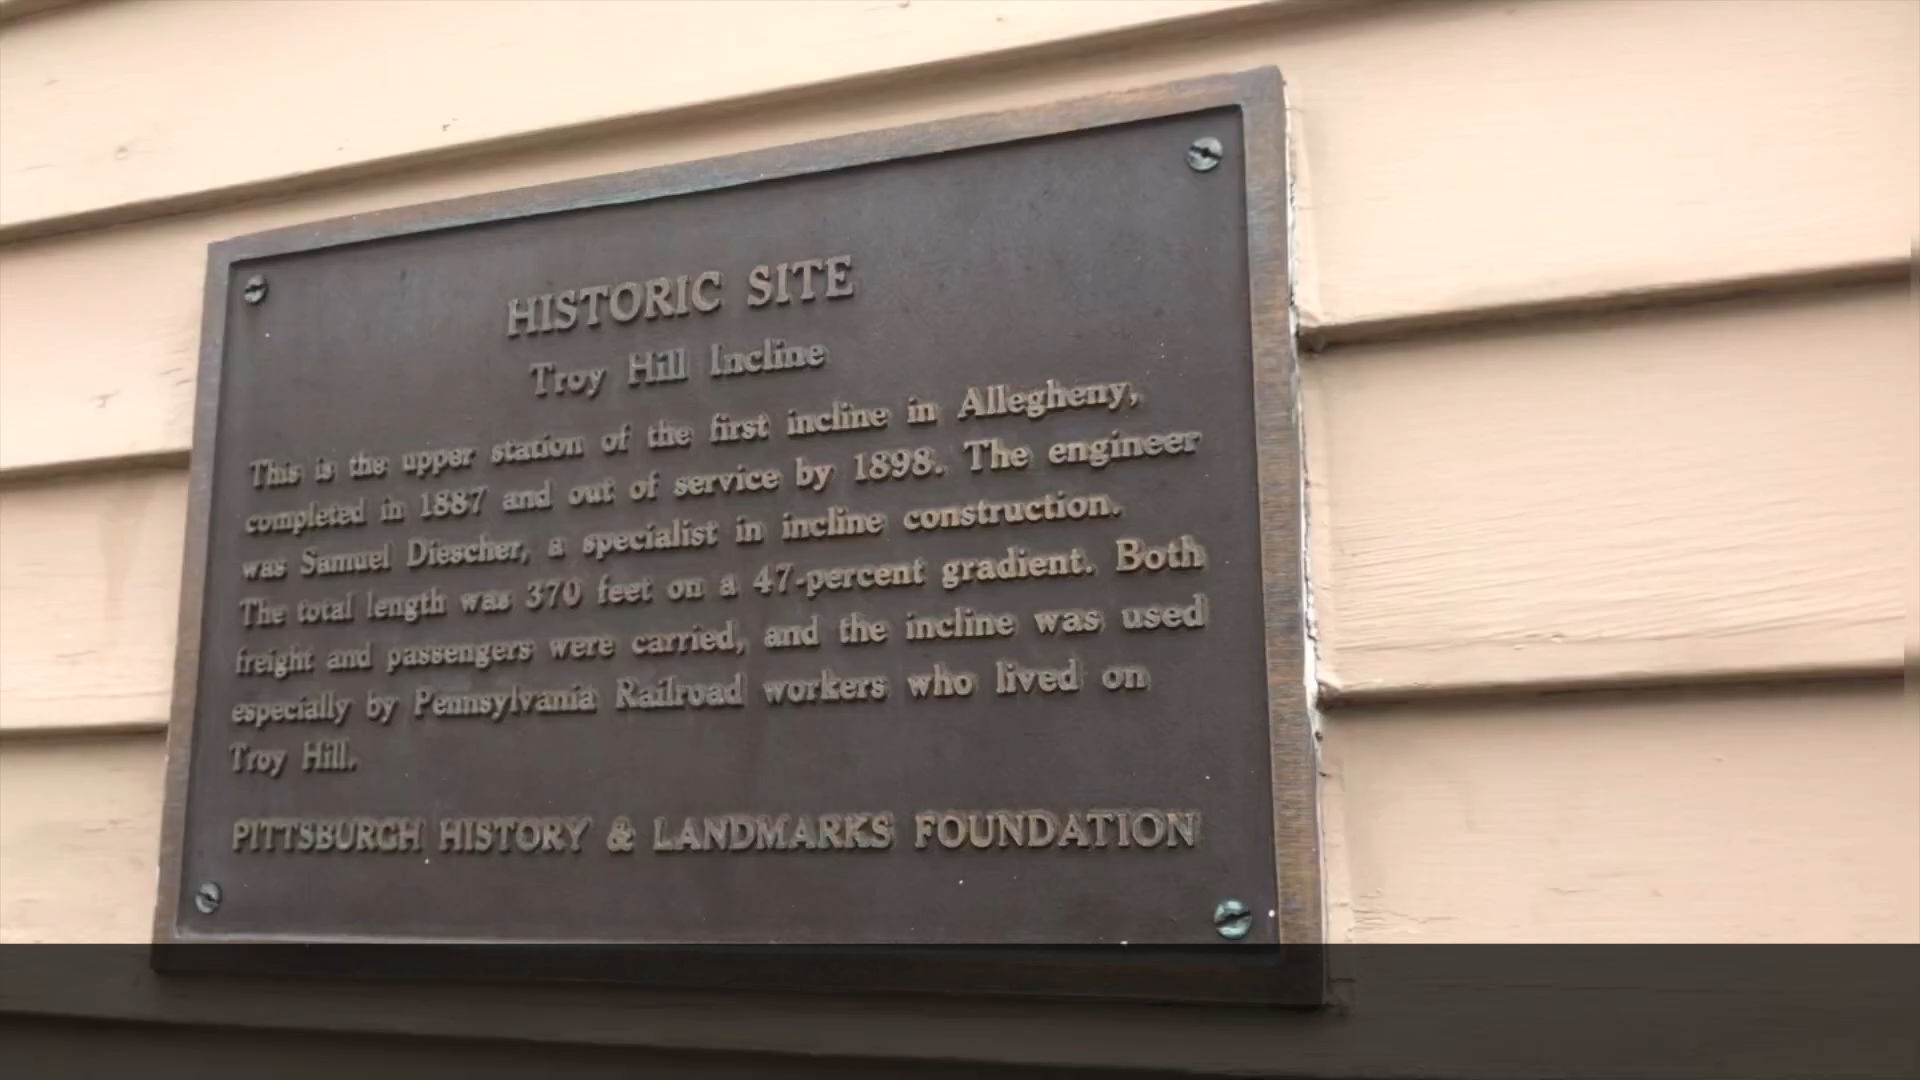 HISTORIC SITE
Troy Hill Incline
This is the upper station of the first incline in Allegheny,
completed in 1887 and out of service by 1898. The engineer
was Samuel Diescher, a specialist in incline construction.
The total length was 370 feet on a 47-percent gradient. Both
freight and passengers were carried, and the incline was used
especially by Pennsylvania Railroad workers who lived on
Troy Hill.
PITTSBURGH HISTORY & LANDMARKS FOUNDATION